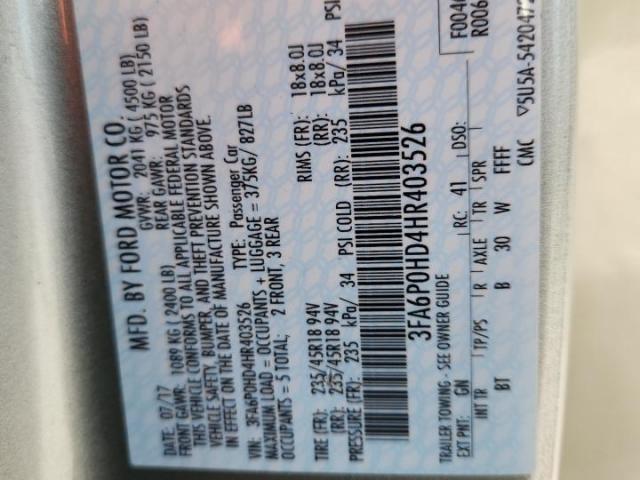 MFD. BY FORD MOTOR CO.
DATE: 07/17 GVWR: 2041 KG ( 4500 LB)
FRONT GAWR: 1089 KG ( 2400 LB) REAR GAWR: 975 KG ( 2150 LB)
THIS VEHICLE CONFORMS TO ALL APPLICABLE FEDERAL MOTOR
VEHICLE SAFETY, BUMPER, AND THEFT PREVENTION STANDARDS
IN EFFECT ON THE DATE OF MANUFACTURE SHOWN ABOVE.
VIN: 3FA6P0HD4HR403526 TYPE: Passenger Car
MAXIMUM LOAD = OCCUPANTS + LUGGAGE = 375KG/ 827LB
OCCUPANTS = 5 TOTAL; 2 FRONT, 3 REAR
TIRE (FR): 235/45R18 94V RIMS (FR): 18x8.0J
(RR): 235/45R18 94V (RR): 18x8.0J
PRESSURE (FR): 235 kPa/ 34 PSI COLD (RR): 235 kPa/ 34 PSI
3FA6P0HD4HR403526
F004
R006
TRAILER TOWING - SEE OWNER GUIDE
EXT PNT: GN RC: 41 DSO:
INT TR TP/PS R AXLE TR SPR
BT B 30 W FFFF
CMC 5U5A-5420472